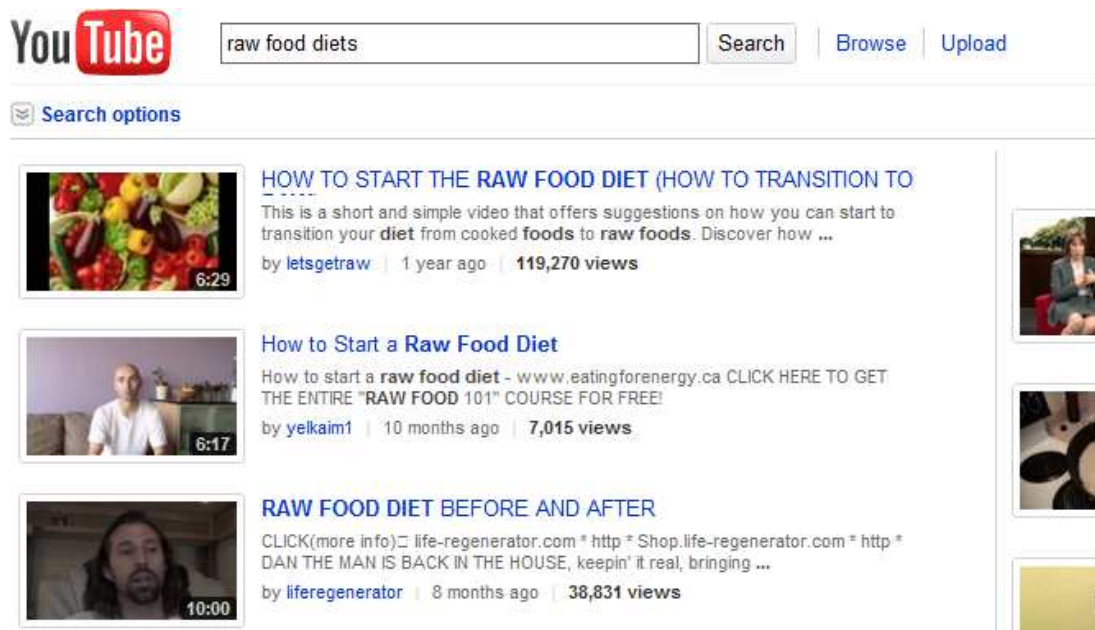 You Tube
raw food diets
Search
Browse
Upload
Search options
HOW TO START THE RAW FOOD DIET (HOW TO TRANSITION TO
This is a short and simple video that offers suggestions on how you can start to
transition your diet from cooked foods to raw foods. Discover how ...
by letsgetraw 1 year ago 119,270 views
6:29
How to Start a Raw Food Diet
How to start a raw food diet - www.eatingforenergy.ca CLICK HERE TO GET
THE ENTIRE "RAW FOOD 101" COURSE FOR FREE!
by yelkaim1 10 months ago 7,015 views
6:17
RAW FOOD DIET BEFORE AND AFTER
CLICK(more info) life-regenerator.com * http * Shop.life-regenerator.com * http *
DAN THE MAN IS BACK IN THE HOUSE, keepin' it real, bringing ...
by liferegenerator 8 months ago 38,831 views
10:00